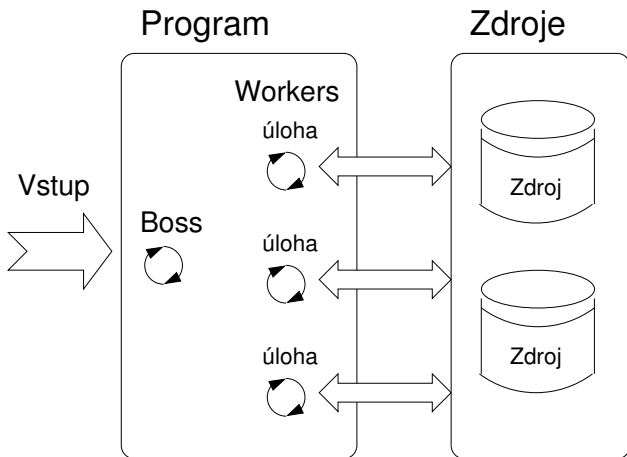 Program
Zdroje
Workers
úloha
Zdroj
Vstup
Boss
úloha
úloha
Zdroj